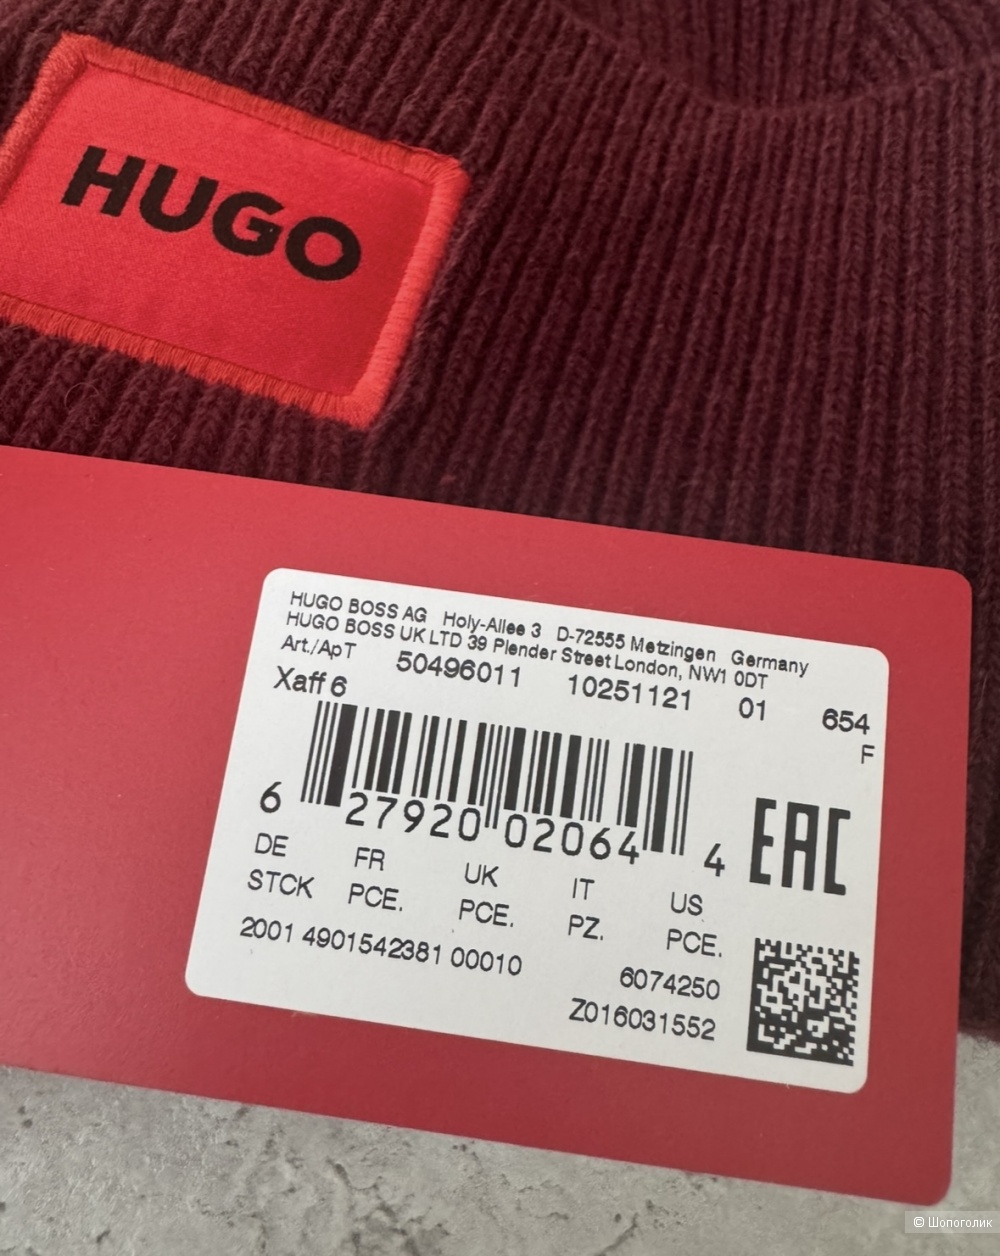 HUGO
HUGO BOSS AG Holy-Allee 3 D-72555 Metzingen Germany
HUGO BOSS UK LTD 39 Plender Street London, NW1 0DT
Art./ApT 50496011 10251121 01 654
Xaff 6 F
6 27920 02064 4
EAC
DE FR UK IT US
STCK PCE. PCE. PZ. PCE.
2001 4901542381 00010 6074250
Z016031552
© Шопоголик